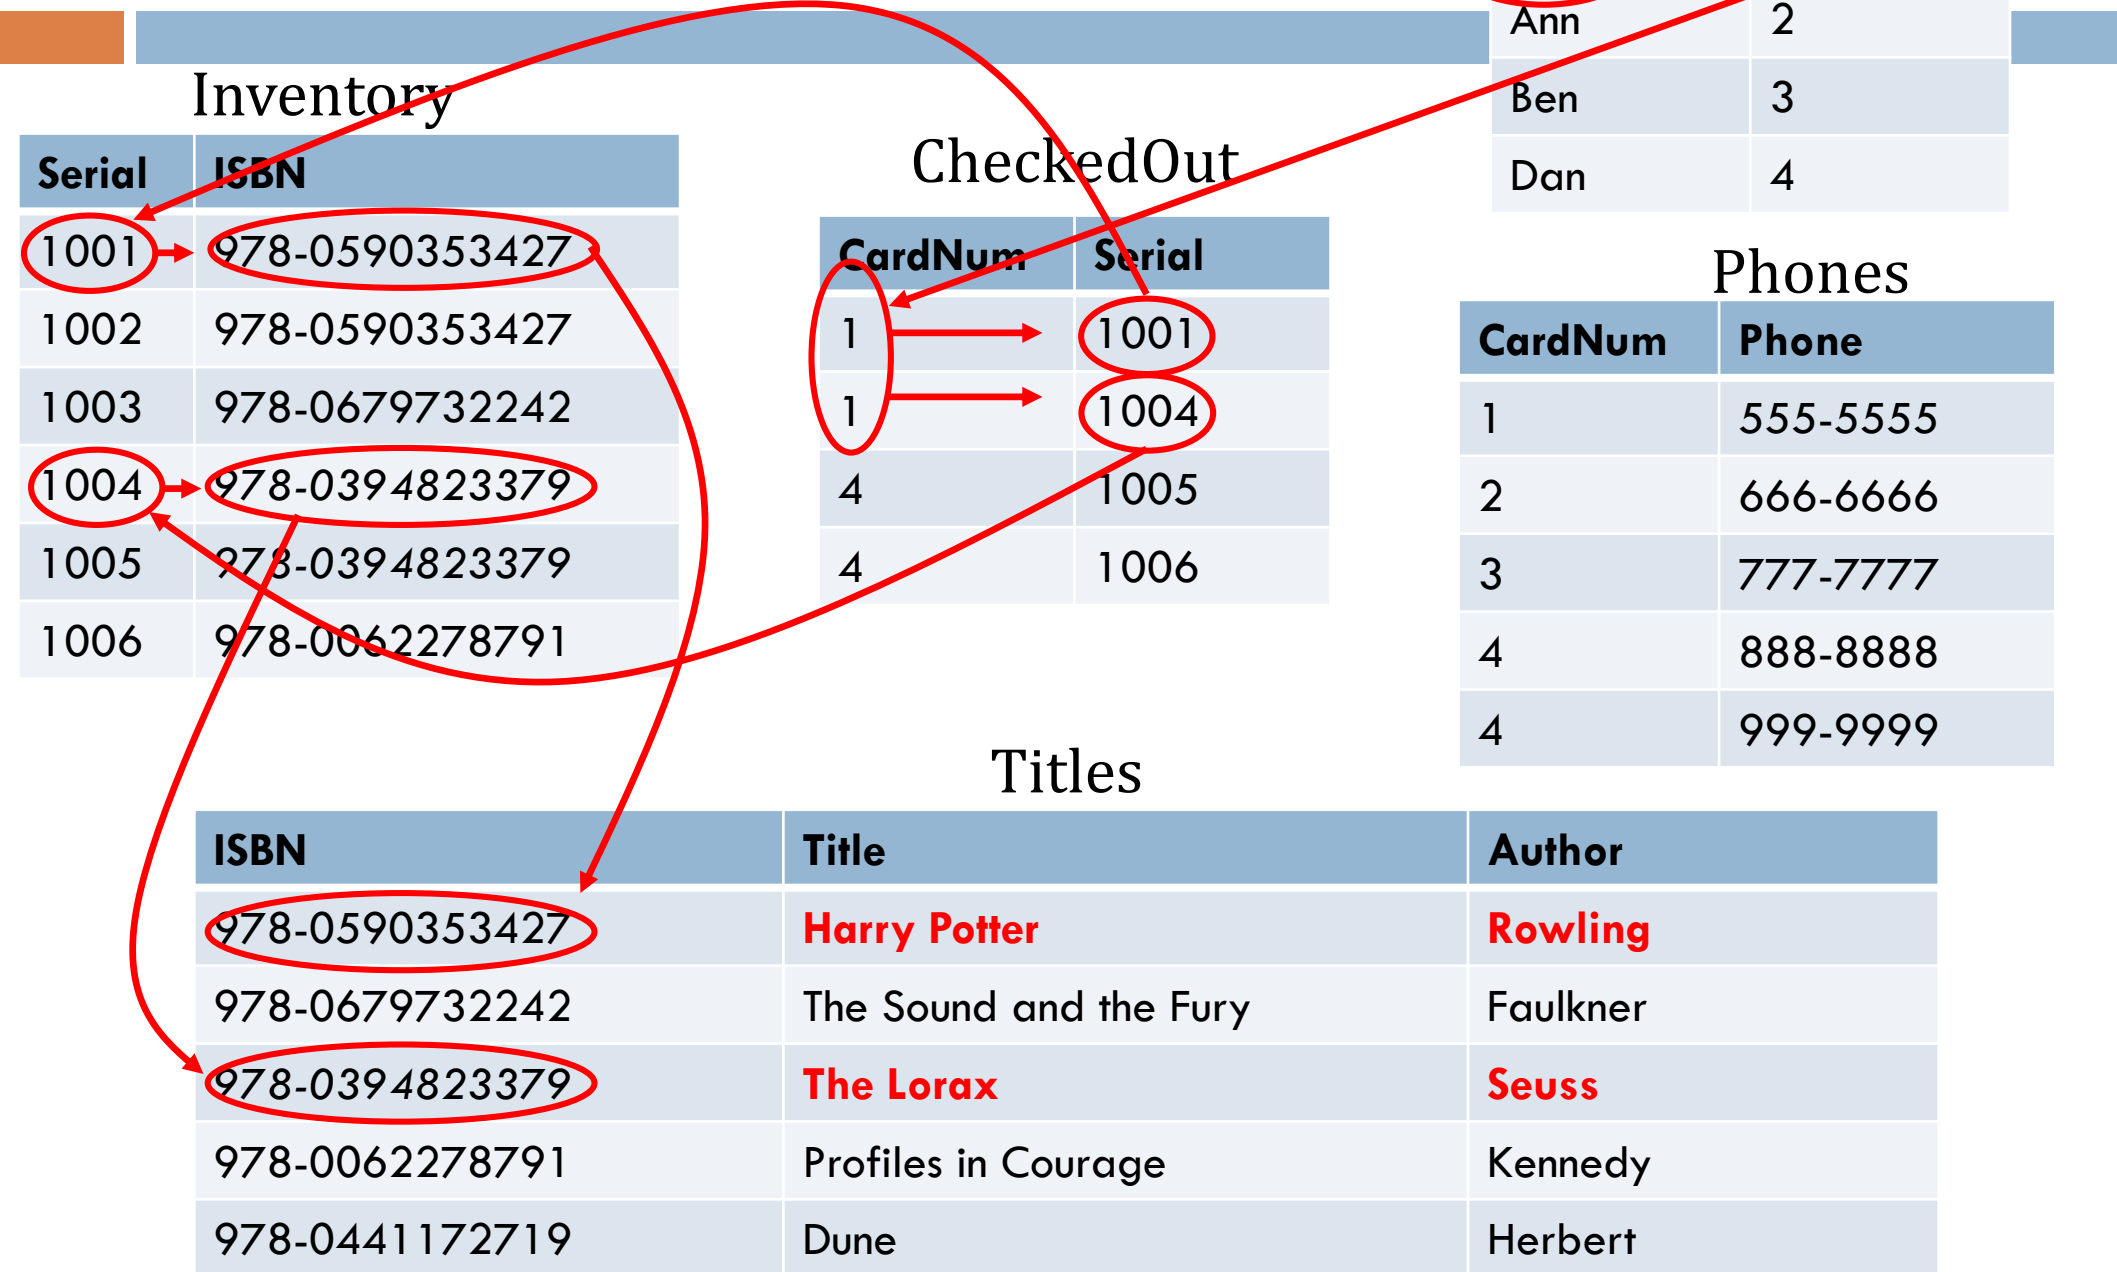 Ann 2
Ben 3
Dan 4
Inventory
Serial ISBN
1001 978-0590353427
1002 978-0590353427
1003 978-0679732242
1004 978-0394823379
1005 978-0394823379
1006 978-0062278791
CheckedOut
CardNum Serial
1 1001
1 1004
4 1005
4 1006
Phones
CardNum Phone
1 555-5555
2 666-6666
3 777-7777
4 888-8888
4 999-9999
Titles
ISBN Title Author
978-0590353427 Harry Potter Rowling
978-0679732242 The Sound and the Fury Faulkner
978-0394823379 The Lorax Seuss
978-0062278791 Profiles in Courage Kennedy
978-0441172719 Dune Herbert